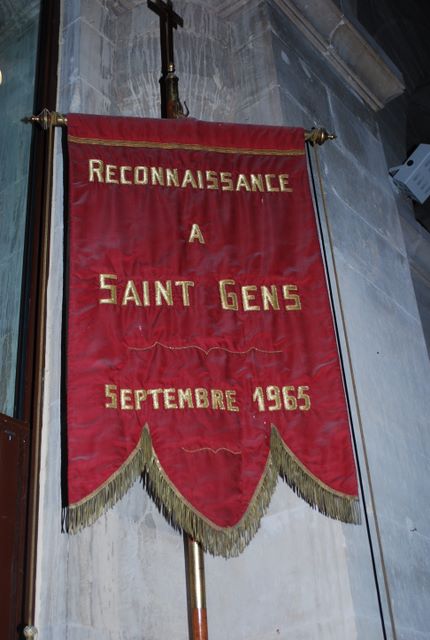 RECONNAISSANCE
A
SAINT GENS
SEPTEMBRE 1965